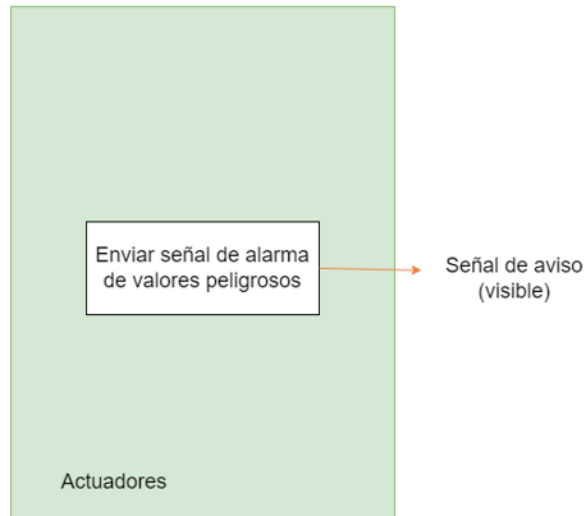 Enviar señal de alarma
de valores peligrosos
Señal de aviso
(visible)
Actuadores